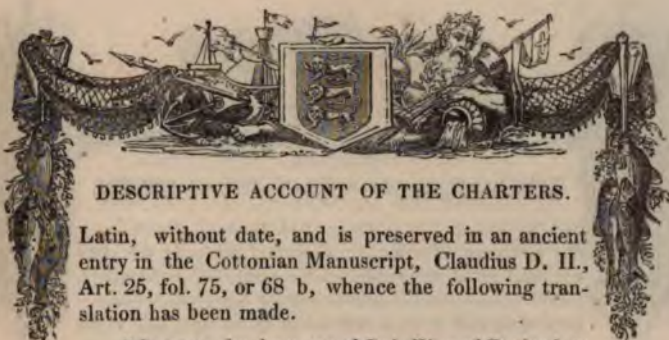 DESCRIPTIVE ACCOUNT OF THE CHARTERS.
Latin, without date, and is preserved in an ancient
entry in the Cottonian Manuscript, Claudius D. II.,
Art. 25, fol. 75, or 68 b, whence the following tran-
slation has been made.